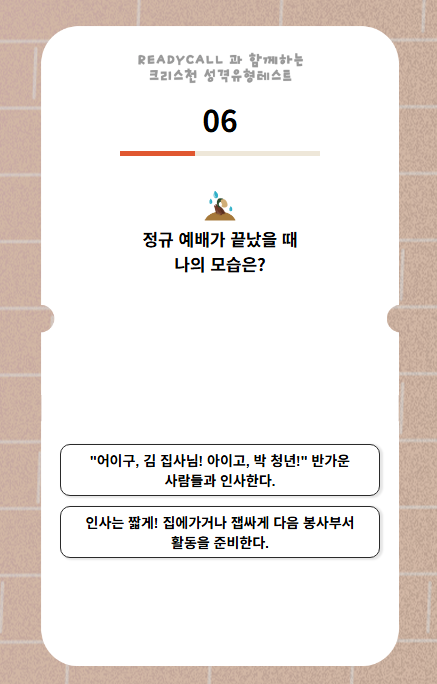 READYCALL 과 함께하는
크리스천 성격유형테스트
06
정규 예배가 끝났을 때
나의 모습은?
"어이구, 김 집사님! 아이고, 박 청년!" 반가운
사람들과 인사한다.
인사는 짧게! 집에가거나 잽싸게 다음 봉사부서
활동을 준비한다.